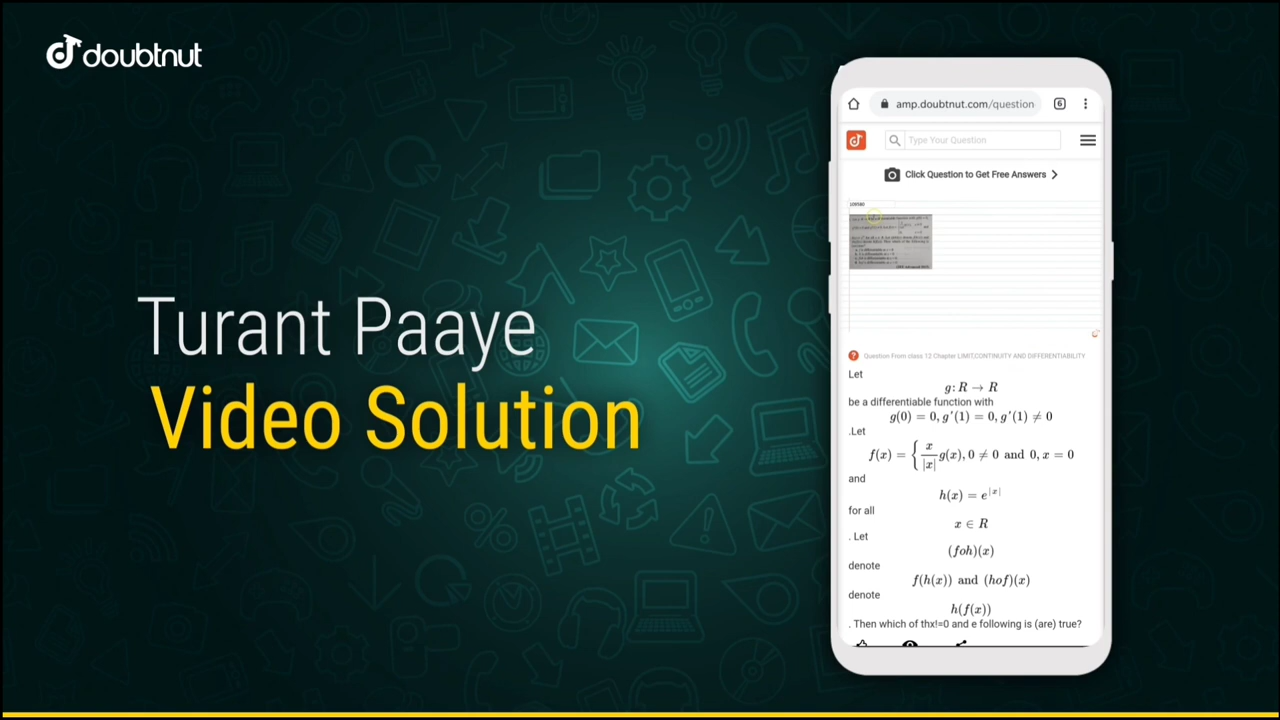 doubtnut
Turant Paaye
Video Solution
amp.doubtnut.com/question
6
Type Your Question
Click Question to Get Free Answers
109580
Question From class 12 Chapter LIMIT,CONTINUITY AND DIFFERENTIABILITY
Let
g: R → R
be a differentiable function with
g(0) = 0, g′(1) = 0, g′(1) ≠ 0
.Let
f(x) = { x/|x| g(x), 0 ≠ 0 and 0, x = 0
and
h(x) = e^|x|
for all
x ∈ R
. Let
(foh)(x)
denote
f(h(x)) and (hof)(x)
denote
h(f(x))
. Then which of thx!=0 and e following is (are) true?